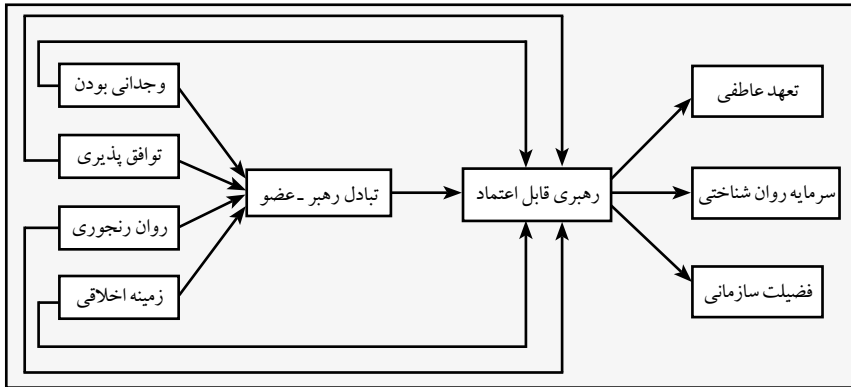 وجدانی بودن
توافق پذیری
روان رنجوری
زمینه اخلاقی
تبادل رهبر - عضو
رهبری قابل اعتماد
تعهد عاطفی
سرمایه روان شناختی
فضیلت سازمانی